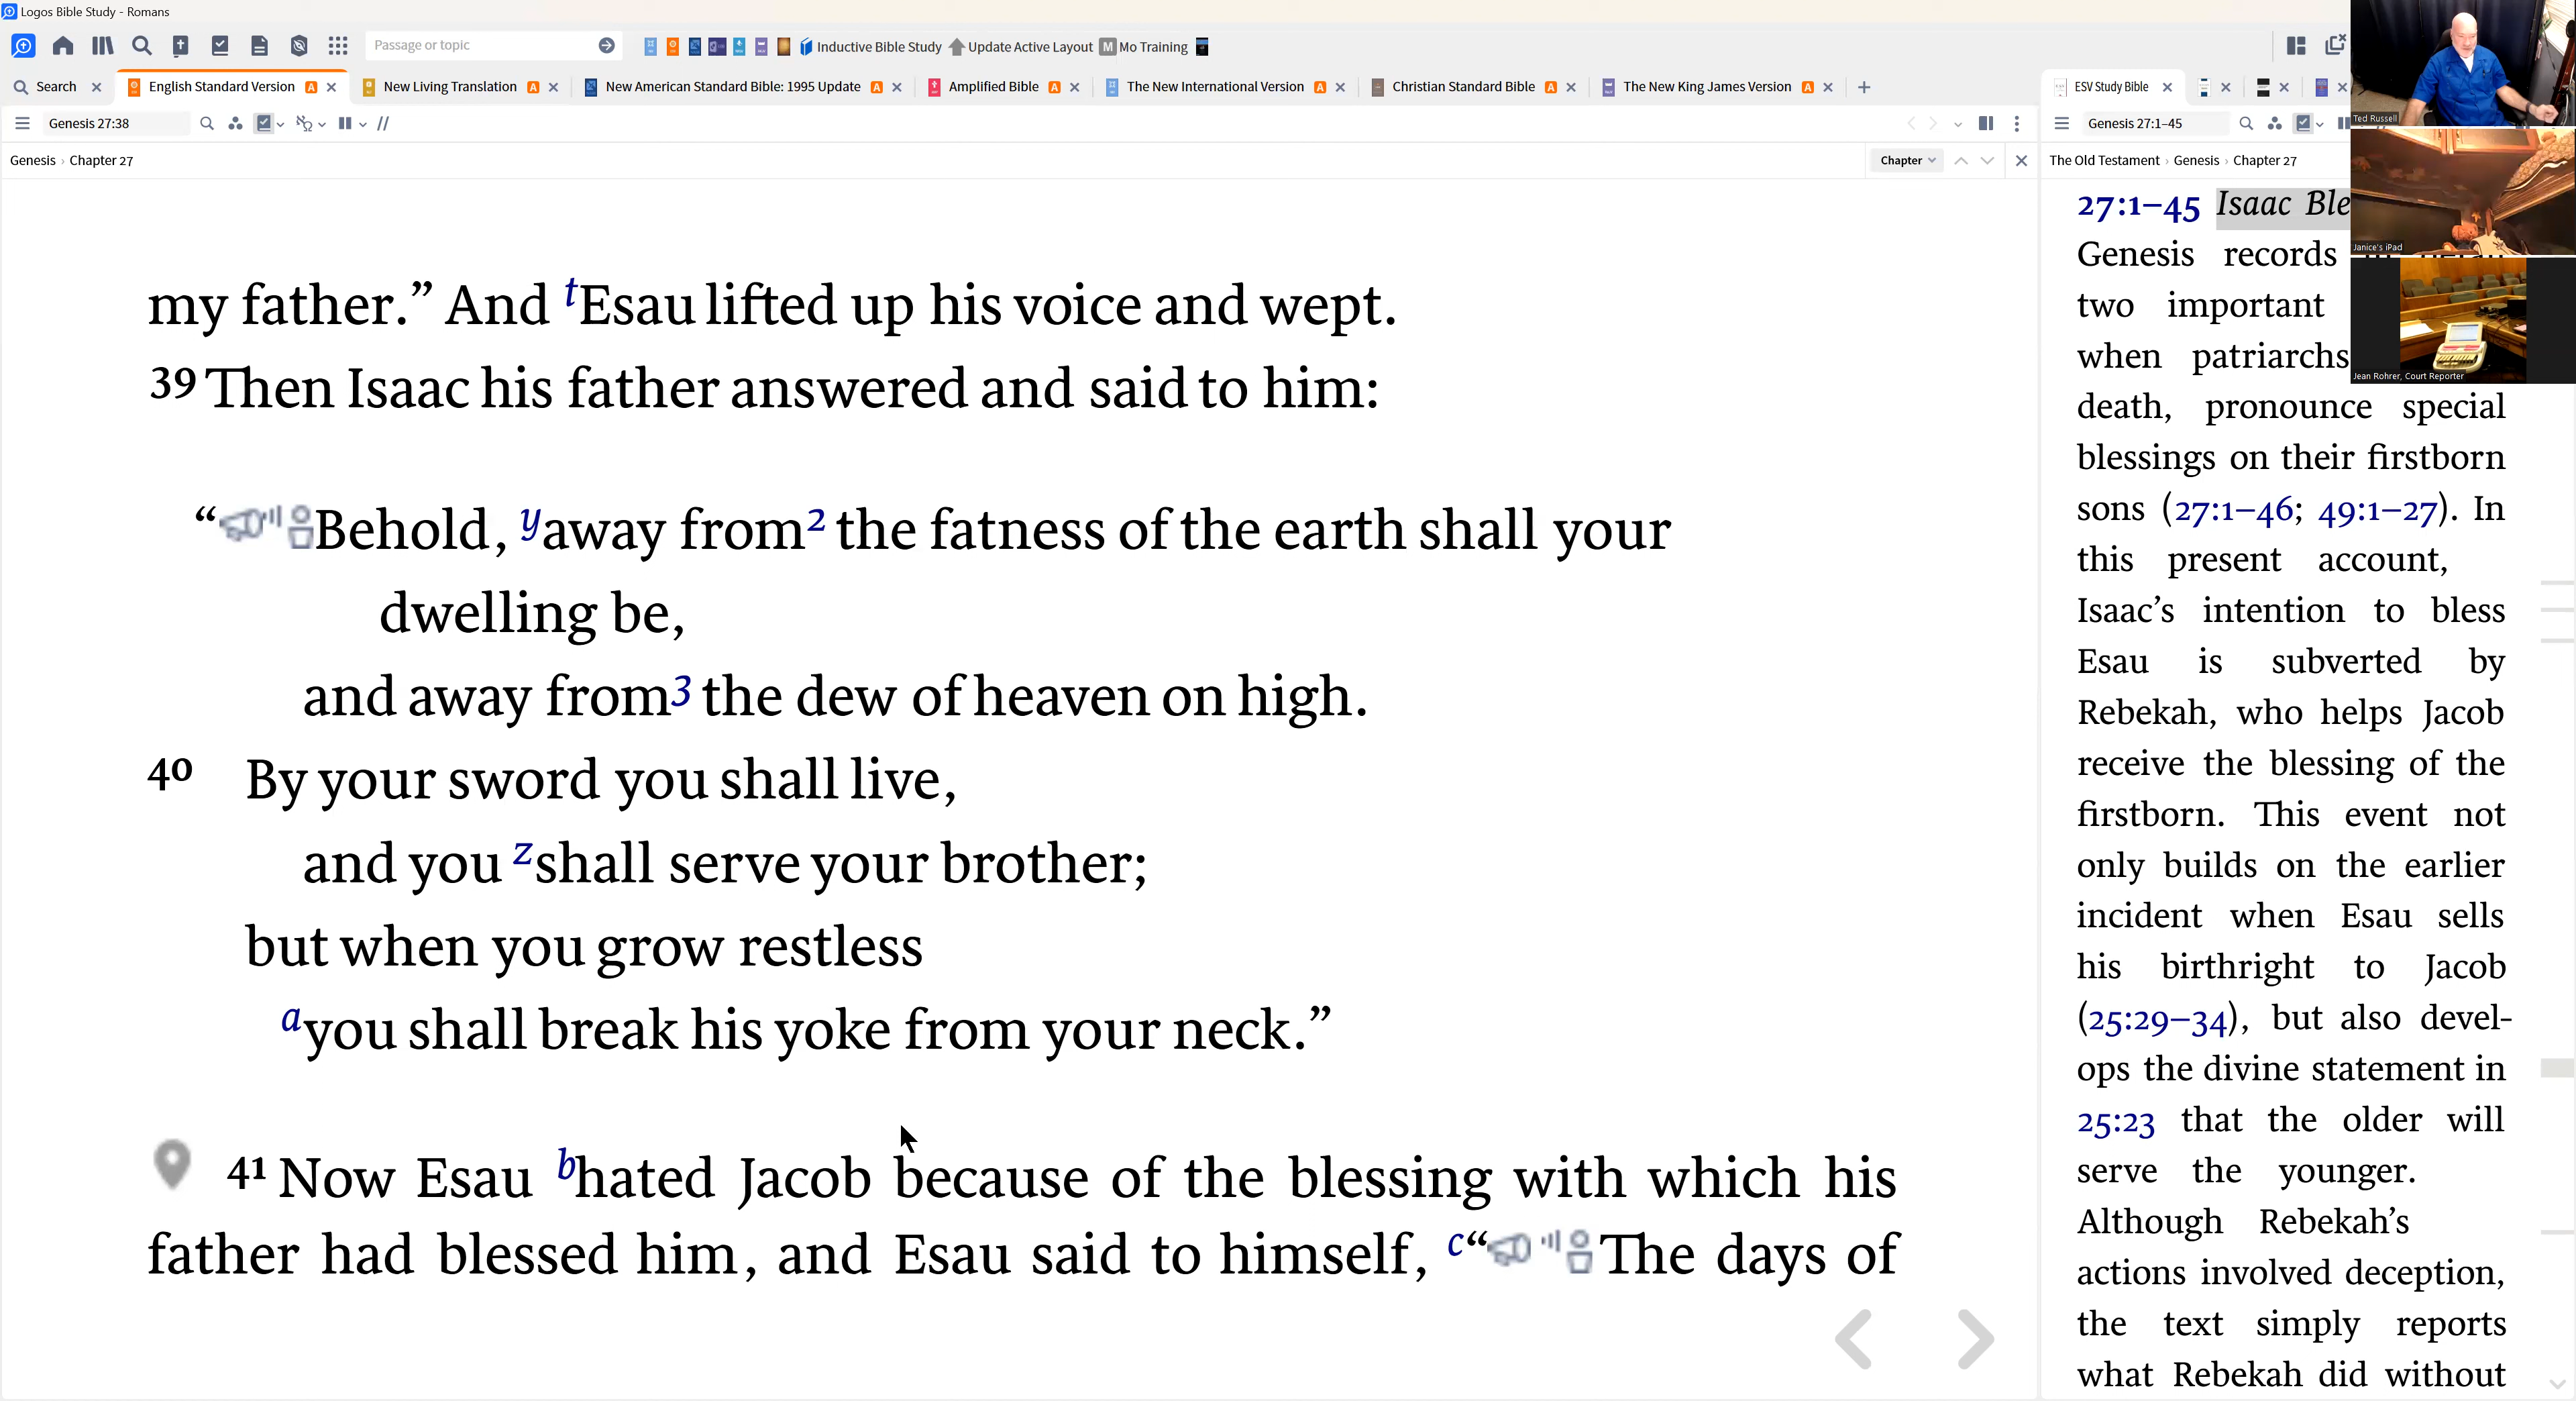 Logos Bible Study - Romans
Passage or topic
Inductive Bible Study
Update Active Layout
M Mo Training
Search
English Standard Version A
New Living Translation A
New American Standard Bible: 1995 Update A
Amplified Bible A
The New International Version A
Christian Standard Bible A
The New King James Version A
ESV Study Bible
Genesis 27:38
Genesis 27:1–45
Genesis › Chapter 27
Chapter
The Old Testament › Genesis › Chapter 27
my father.” And tEsau lifted up his voice and wept.
39 Then Isaac his father answered and said to him:
“Behold, yaway from2 the fatness of the earth shall your
dwelling be,
and away from3 the dew of heaven on high.
40 By your sword you shall live,
and you zshall serve your brother;
but when you grow restless
ayou shall break his yoke from your neck.”
41 Now Esau bhated Jacob because of the blessing with which his
father had blessed him, and Esau said to himself, c“The days of
27:1–45 Isaac Ble
Genesis records
two important
when patriarchs
death, pronounce special
blessings on their firstborn
sons (27:1–46; 49:1–27). In
this present account,
Isaac’s intention to bless
Esau is subverted by
Rebekah, who helps Jacob
receive the blessing of the
firstborn. This event not
only builds on the earlier
incident when Esau sells
his birthright to Jacob
(25:29–34), but also devel-
ops the divine statement in
25:23 that the older will
serve the younger.
Although Rebekah’s
actions involved deception,
the text simply reports
what Rebekah did without
Ted Russell
Janice's iPad
Jean Rohrer, Court Reporter